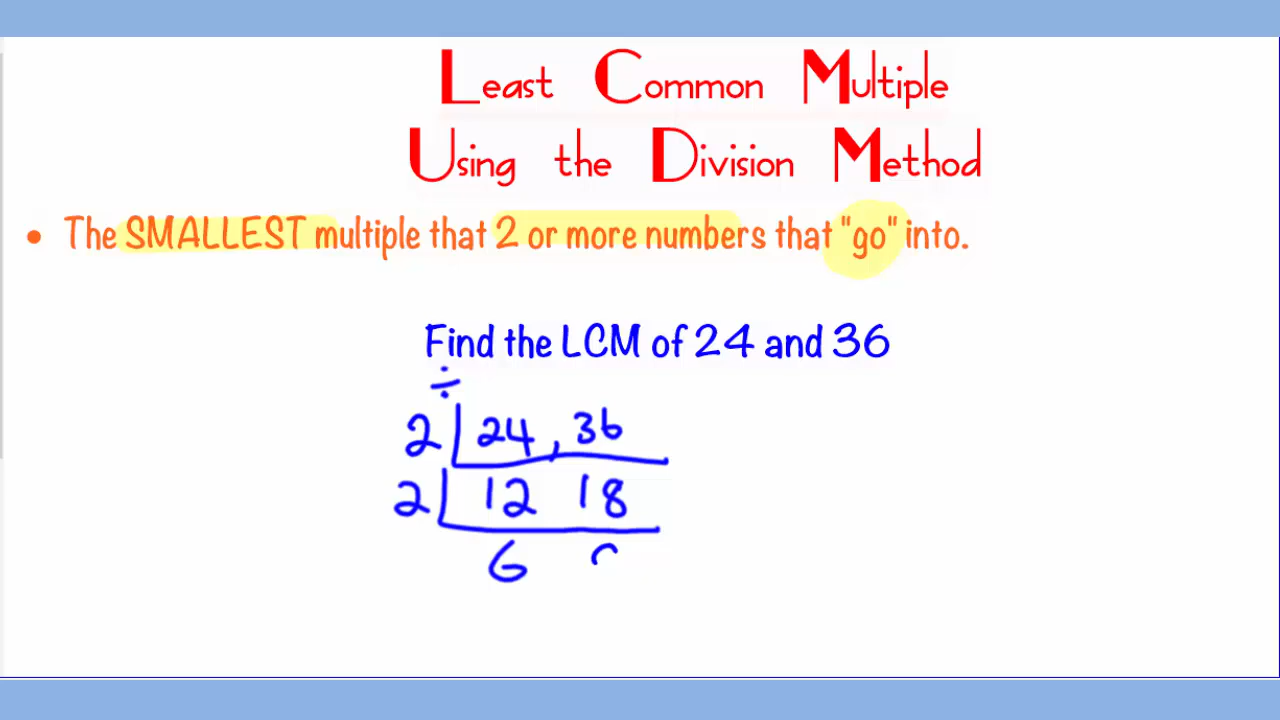 Least Common Multiple
Using the Division Method
• The SMALLEST multiple that 2 or more numbers that "go" into.
Find the LCM of 24 and 36
÷
2 24, 36
2 12 18
6